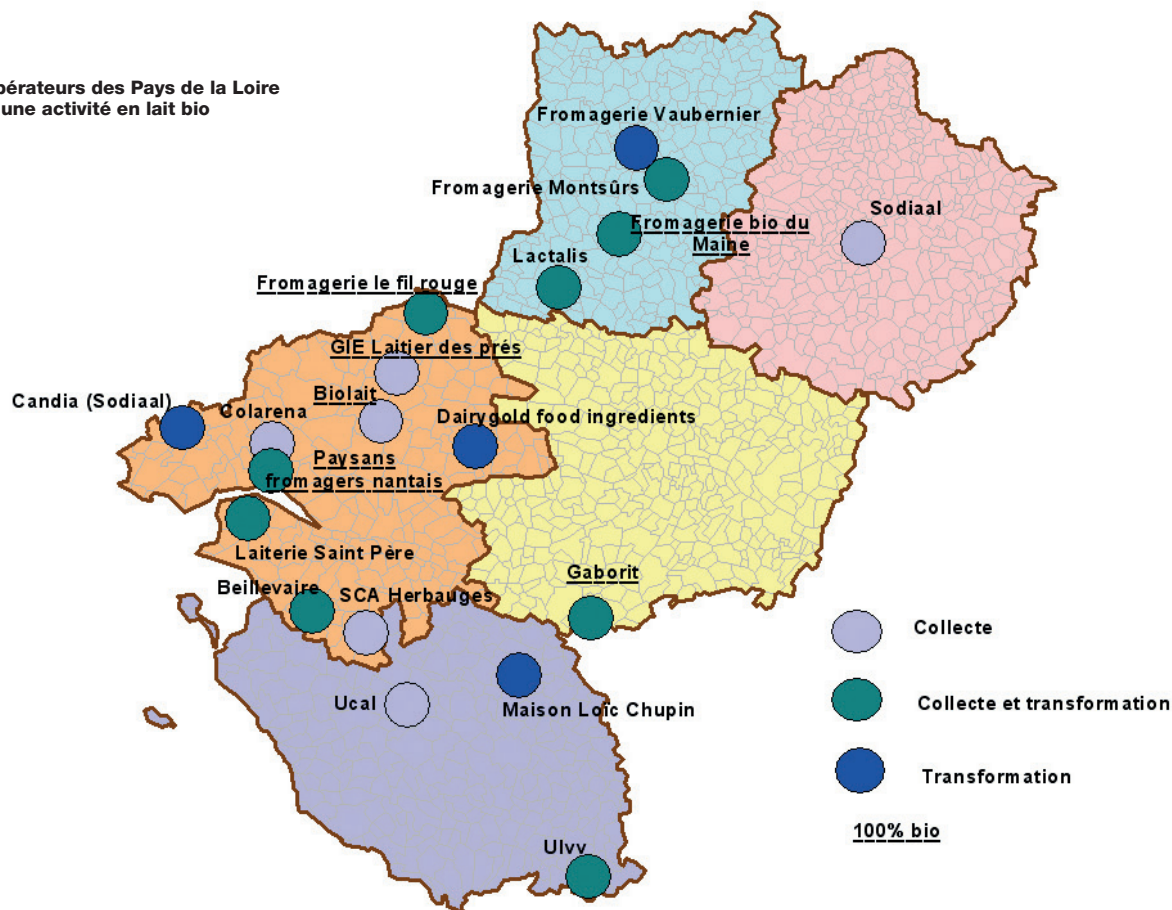 pérateurs des Pays de la Loire
une activité en lait bio
Fromagerie Vaubernier
Fromagerie Montsûrs
Fromagerie bio du
Maine
Sodiaal
Lactalis
Fromagerie le fil rouge
GIE Laitier des prés
Biolait
Candia (Sodiaal)
Colarena
Dairygold food ingredients
Paysans
fromagers nantais
Laiterie Saint Père
Beillevaire
SCA Herbauges
Gaborit
Ucal
Maison Loïc Chupin
Ulvv
Collecte
Collecte et transformation
Transformation
100% bio